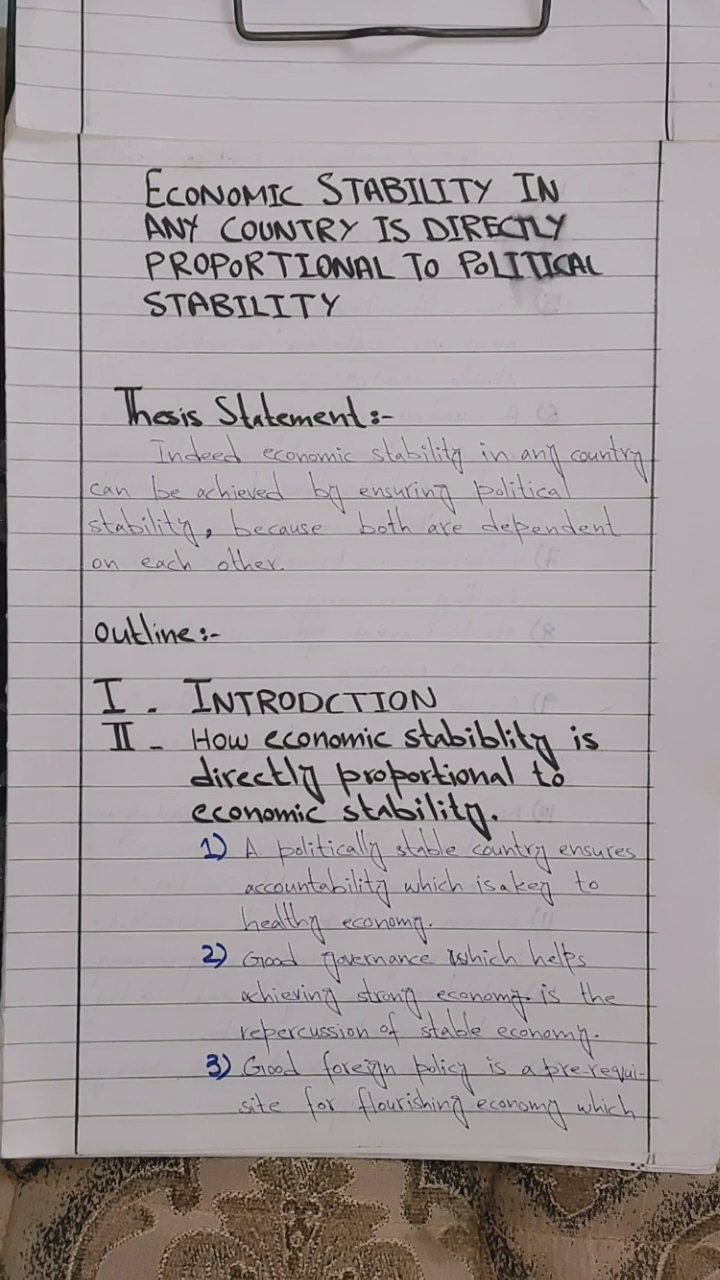 ECONOMIC STABILITY IN
ANY COUNTRY IS DIRECTLY
PROPORTIONAL TO POLITICAL
STABILITY
Thesis Statement:-
Indeed economic stability in any country
can be achieved by ensuring political
stability, because both are dependent
on each other.
Outline:-
I. INTRODCTION
II- How economic stabiblity is
directly proportional to
economic stability.
1) A politically stable country ensures
accountability which is a key to
healthy economy.
2) Good governance which helps
achieving strong economy is the
repercussion of stable economy.
3) Good foreign policy is a pre-requi-
site for flourishing economy which